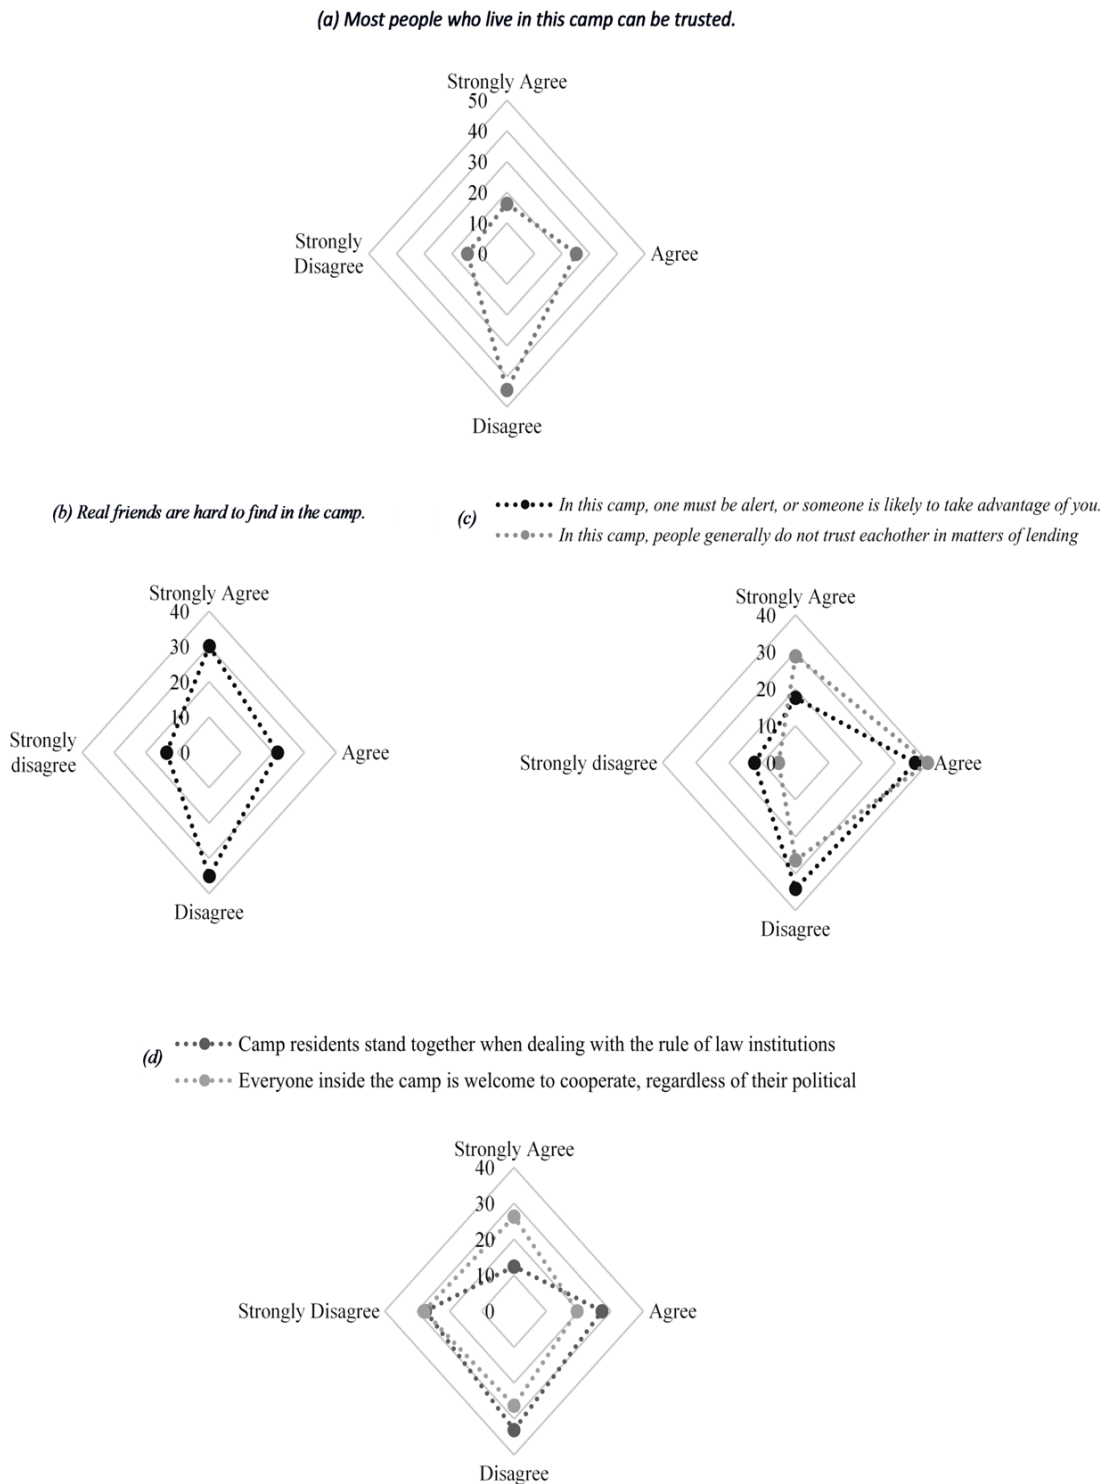 (a) Most people who live in this camp can be trusted.
Strongly Agree
50
40
30
20
10
0
Strongly
Disagree
Agree
Disagree
(b) Real friends are hard to find in the camp.
Strongly Agree
40
30
20
10
0
Strongly
disagree
Agree
Disagree
(c)
In this camp, one must be alert, or someone is likely to take advantage of you.
In this camp, people generally do not trust eachother in matters of lending
Strongly Agree
40
30
20
10
0
Strongly disagree
Agree
Disagree
(d)
Camp residents stand together when dealing with the rule of law institutions
Everyone inside the camp is welcome to cooperate, regardless of their political
Strongly Agree
40
30
20
10
0
Strongly Disagree
Agree
Disagree